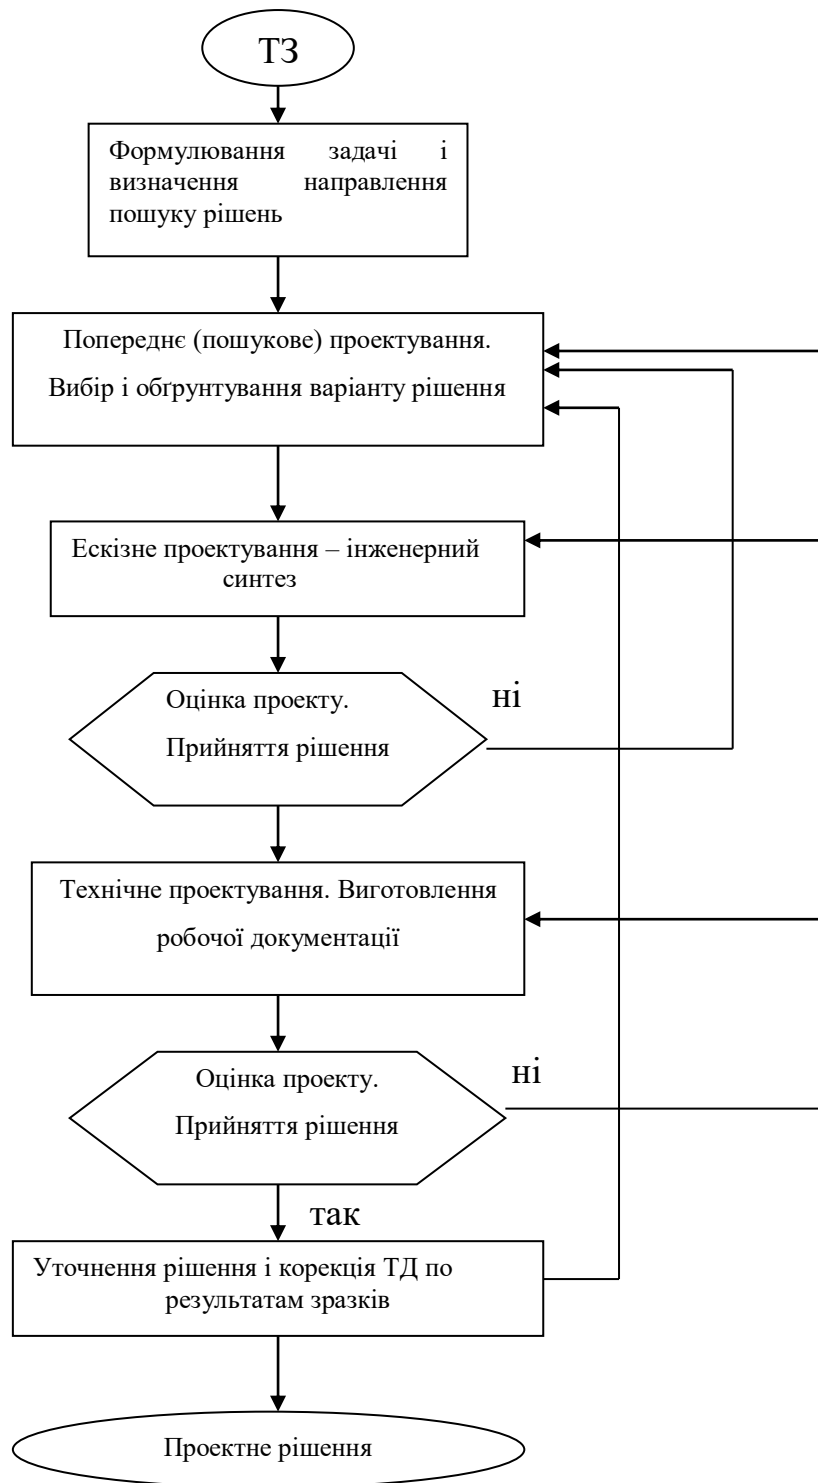 ТЗ
Формулювання задачі і
визначення направлення
пошуку рішень
Попереднє (пошукове) проектування.
Вибір і обґрунтування варіанту рішення
Ескізне проектування – інженерний
синтез
Оцінка проекту.
Прийняття рішення
ні
Технічне проектування. Виготовлення
робочої документації
Оцінка проекту.
Прийняття рішення
ні
так
Уточнення рішення і корекція ТД по
результатам зразків
Проектне рішення